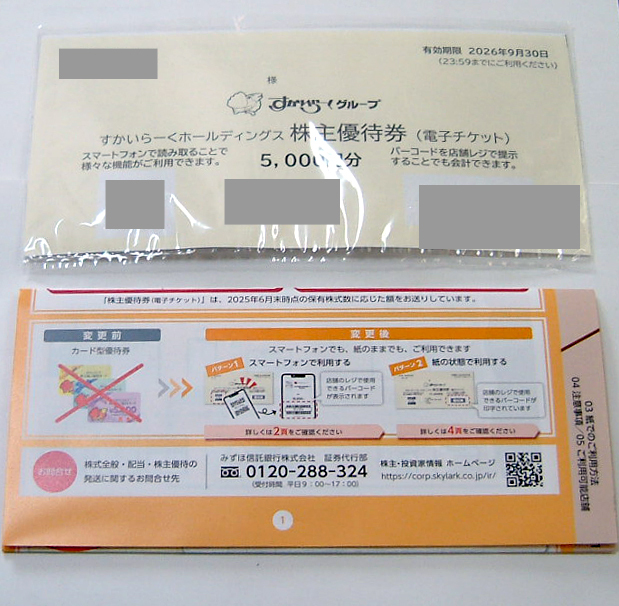 有効期限 2026年9月30日
(23:59までにご利用ください)
様
すかいらーくグループ
すかいらーくホールディングス 株主優待券(電子チケット)
スマートフォンで読み取ることで
様々な機能がご利用できます。
5,000円分
バーコードを店舗レジで提示
することでも会計できます。
「株主優待券(電子チケット)」は、2025年6月末時点の保有株式数に応じた額をお送りしています。
変更前
カード型優待券
変更後
スマートフォンでも、紙のままでも、ご利用できます
パターン1 スマートフォンで利用する
店舗のレジで使用
できるバーコード
が表示されます
詳しくは2頁をご確認ください
パターン2 紙の状態で利用する
店舗のレジで使用
できるバーコードが
印字されています
詳しくは4頁をご確認ください
お問合せ
株式全般・配当・株主優待の
発送に関するお問合せ先
みずほ信託銀行株式会社 証券代行部
0120-288-324
(受付時間 平日9:00~17:00)
株主・投資家情報 ホームページ
https://corp.skylark.co.jp/ir/
1
03 紙でのご利用方法
04 注意事項/05 ご利用可能店舗